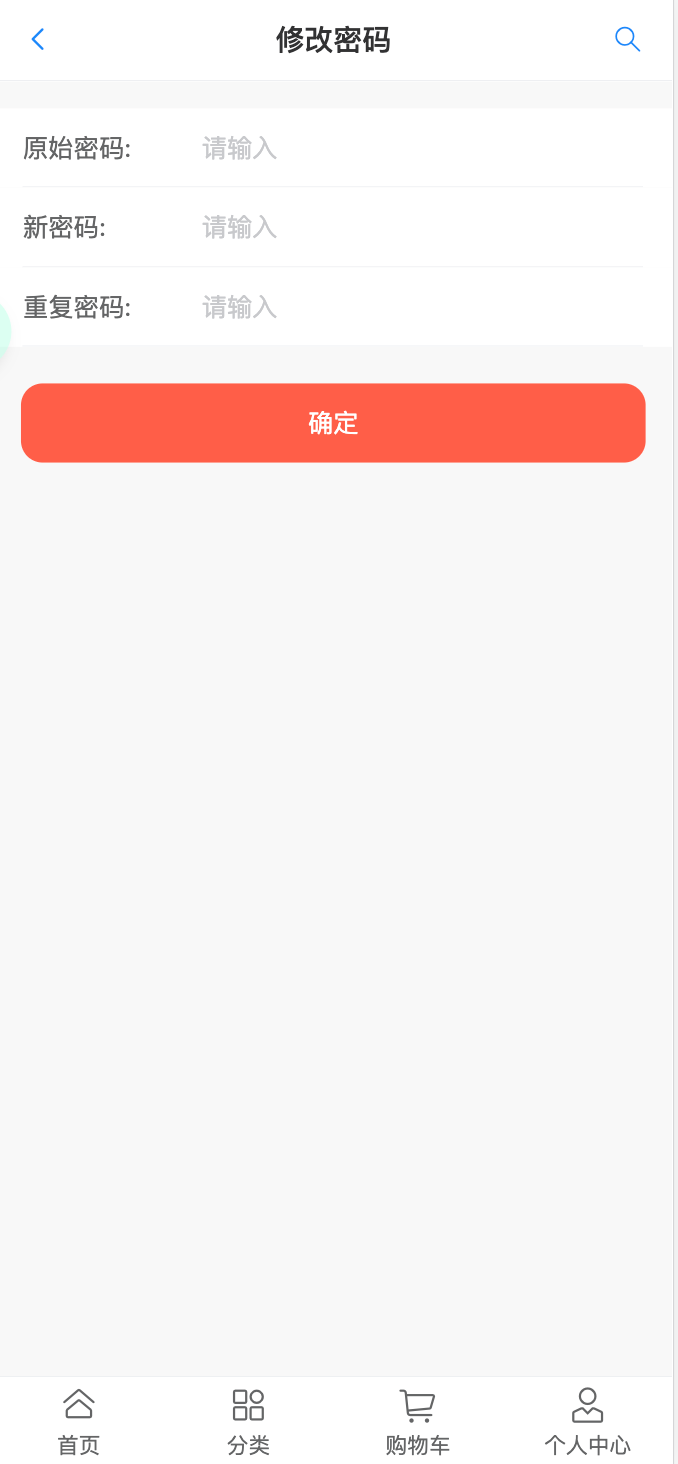 修改密码
原始密码: 请输入
新密码: 请输入
重复密码: 请输入
确定
首页 分类 购物车 个人中心